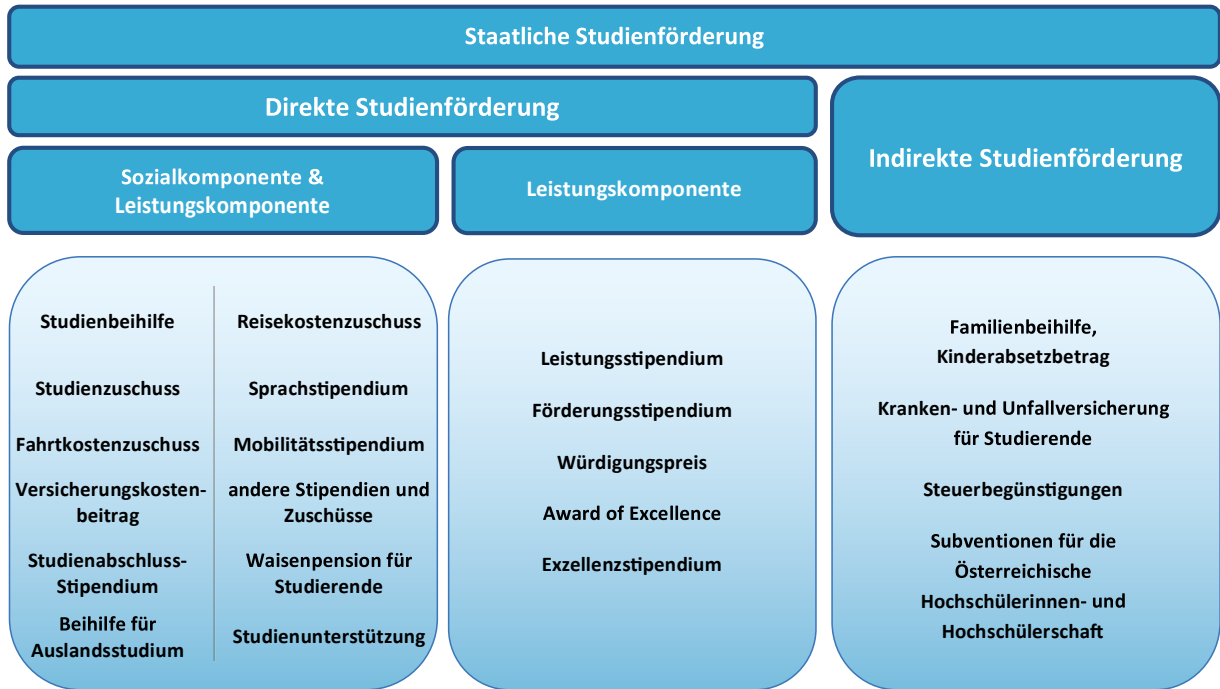 Staatliche Studienförderung
Direkte Studienförderung
Indirekte Studienförderung
Sozialkomponente &
Leistungskomponente
Leistungskomponente
Studienbeihilfe
Studienzuschuss
Fahrtkostenzuschuss
Versicherungskosten-
beitrag
Studienabschluss-
Stipendium
Beihilfe für
Auslandsstudium
Reisekostenzuschuss
Sprachstipendium
Mobilitätsstipendium
andere Stipendien und
Zuschüsse
Waisenpension für
Studierende
Studienunterstützung
Leistungsstipendium
Förderungsstipendium
Würdigungspreis
Award of Excellence
Exzellenzstipendium
Familienbeihilfe,
Kinderabsetzbetrag
Kranken- und Unfallversicherung
für Studierende
Steuerbegünstigungen
Subventionen für die
Österreichische
Hochschülerinnen- und
Hochschülerschaft